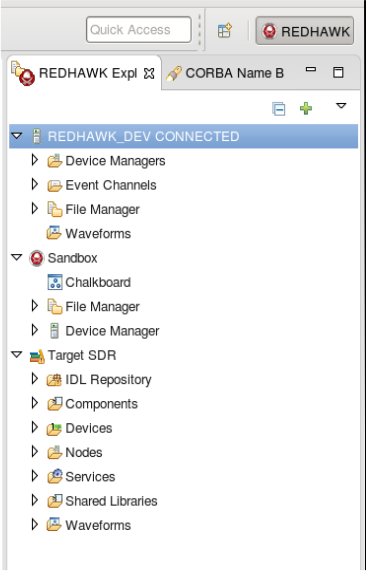 Quick Access
REDHAWK
REDHAWK Expl
CORBA Name B
REDHAWK_DEV CONNECTED
Device Managers
Event Channels
File Manager
Waveforms
Sandbox
Chalkboard
File Manager
Device Manager
Target SDR
IDL Repository
Components
Devices
Nodes
Services
Shared Libraries
Waveforms